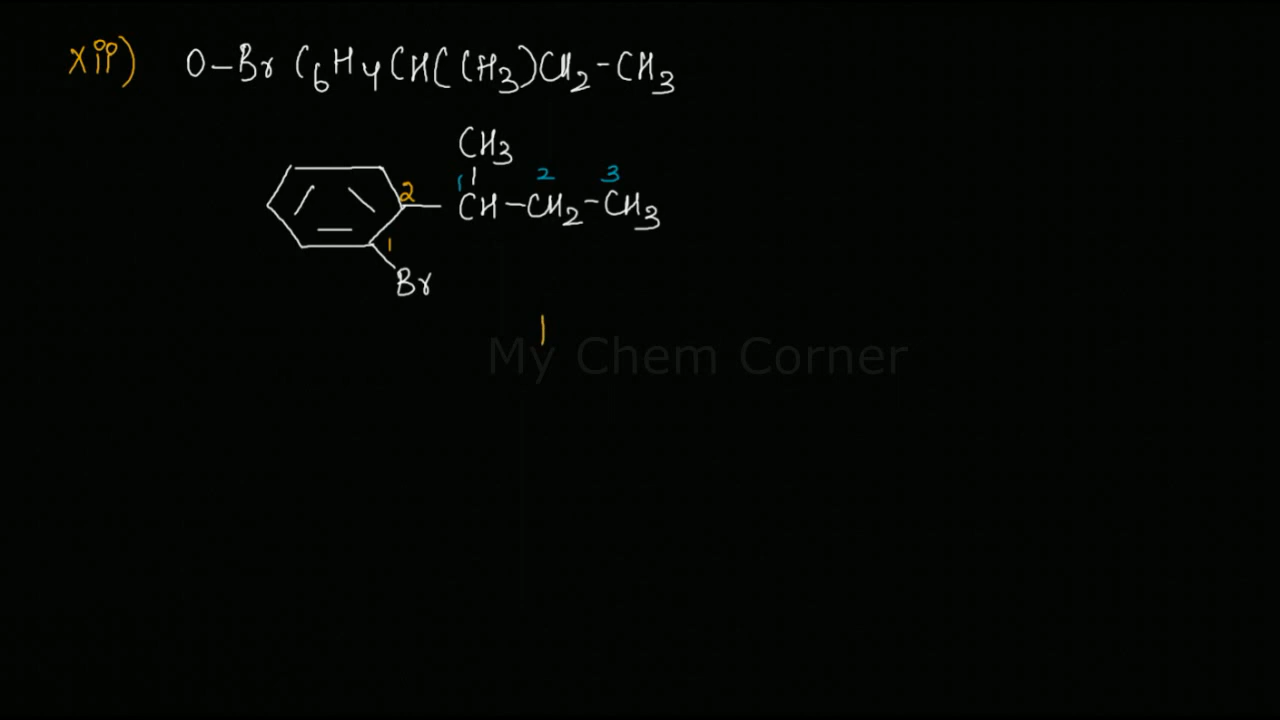 xii) O-Br C6H4CH(CH3)CH2-CH3
CH3
2 1 2 3
CH-CH2-CH3
1
Br
1
My Chem Corner